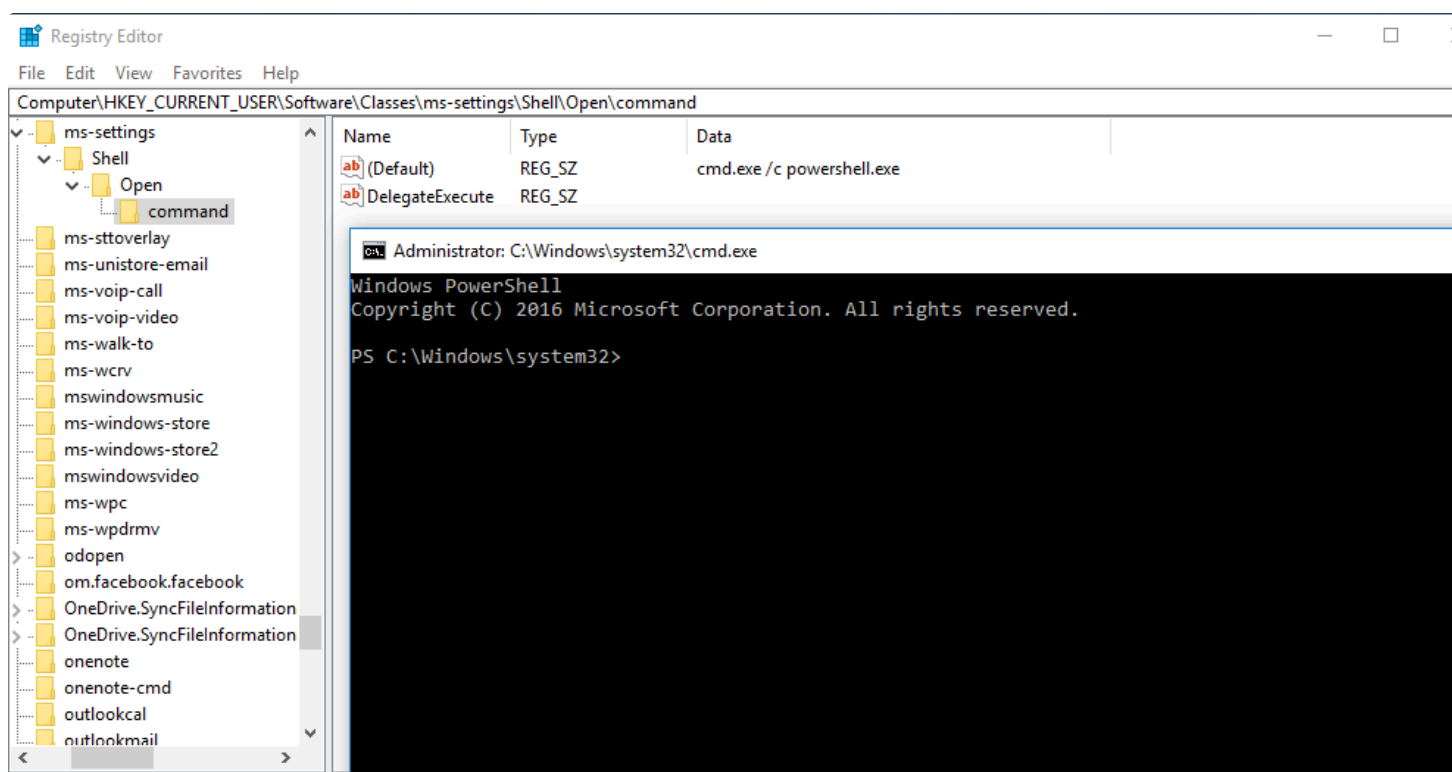 Registry Editor
File Edit View Favorites Help
Computer\HKEY_CURRENT_USER\Software\Classes\ms-settings\Shell\Open\command
ms-settings
Shell
Open
command
ms-sttoverlay
ms-unistore-email
ms-voip-call
ms-voip-video
ms-walk-to
ms-wcrv
mswindowsmusic
ms-windows-store
ms-windows-store2
mswindowsvideo
ms-wpc
ms-wpdrmv
odopen
om.facebook.facebook
OneDrive.SyncFileInformation
OneDrive.SyncFileInformation
onenote
onenote-cmd
outlookcal
outlookmail
Name Type Data
ab (Default) REG_SZ cmd.exe /c powershell.exe
ab DelegateExecute REG_SZ
C:\. Administrator: C:\Windows\system32\cmd.exe
Windows PowerShell
Copyright (C) 2016 Microsoft Corporation. All rights reserved.
PS C:\Windows\system32>